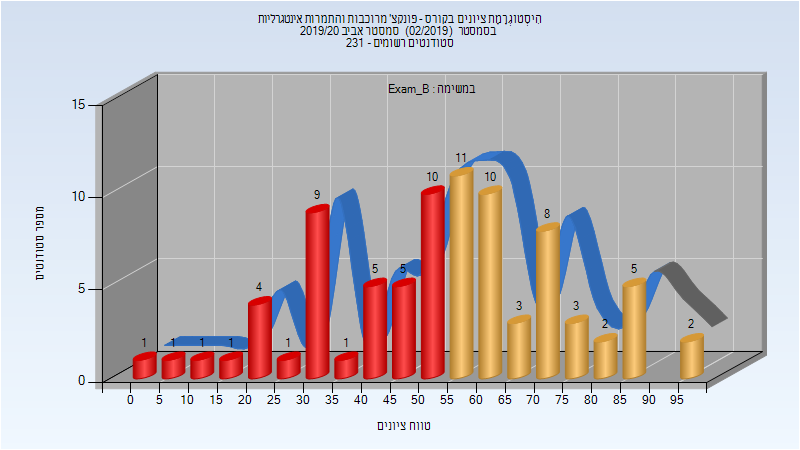 הִיסְטוֹגְרָמַת ציונים בקורס - פונקצ' מרוכבות והתמרות אינטגרליות
בסמסטר (02/2019) סמסטר אביב 2019/20
סטודנטים רשומים - 231
במשימה : Exam_B
מספר סטודנטים
15
10
5
0
1 1 1 1 4 1 9 1 5 5 10 11 10 3 8 3 2 5 2
0 5 10 15 20 25 30 35 40 45 50 55 60 65 70 75 80 85 90 95
טווח ציונים